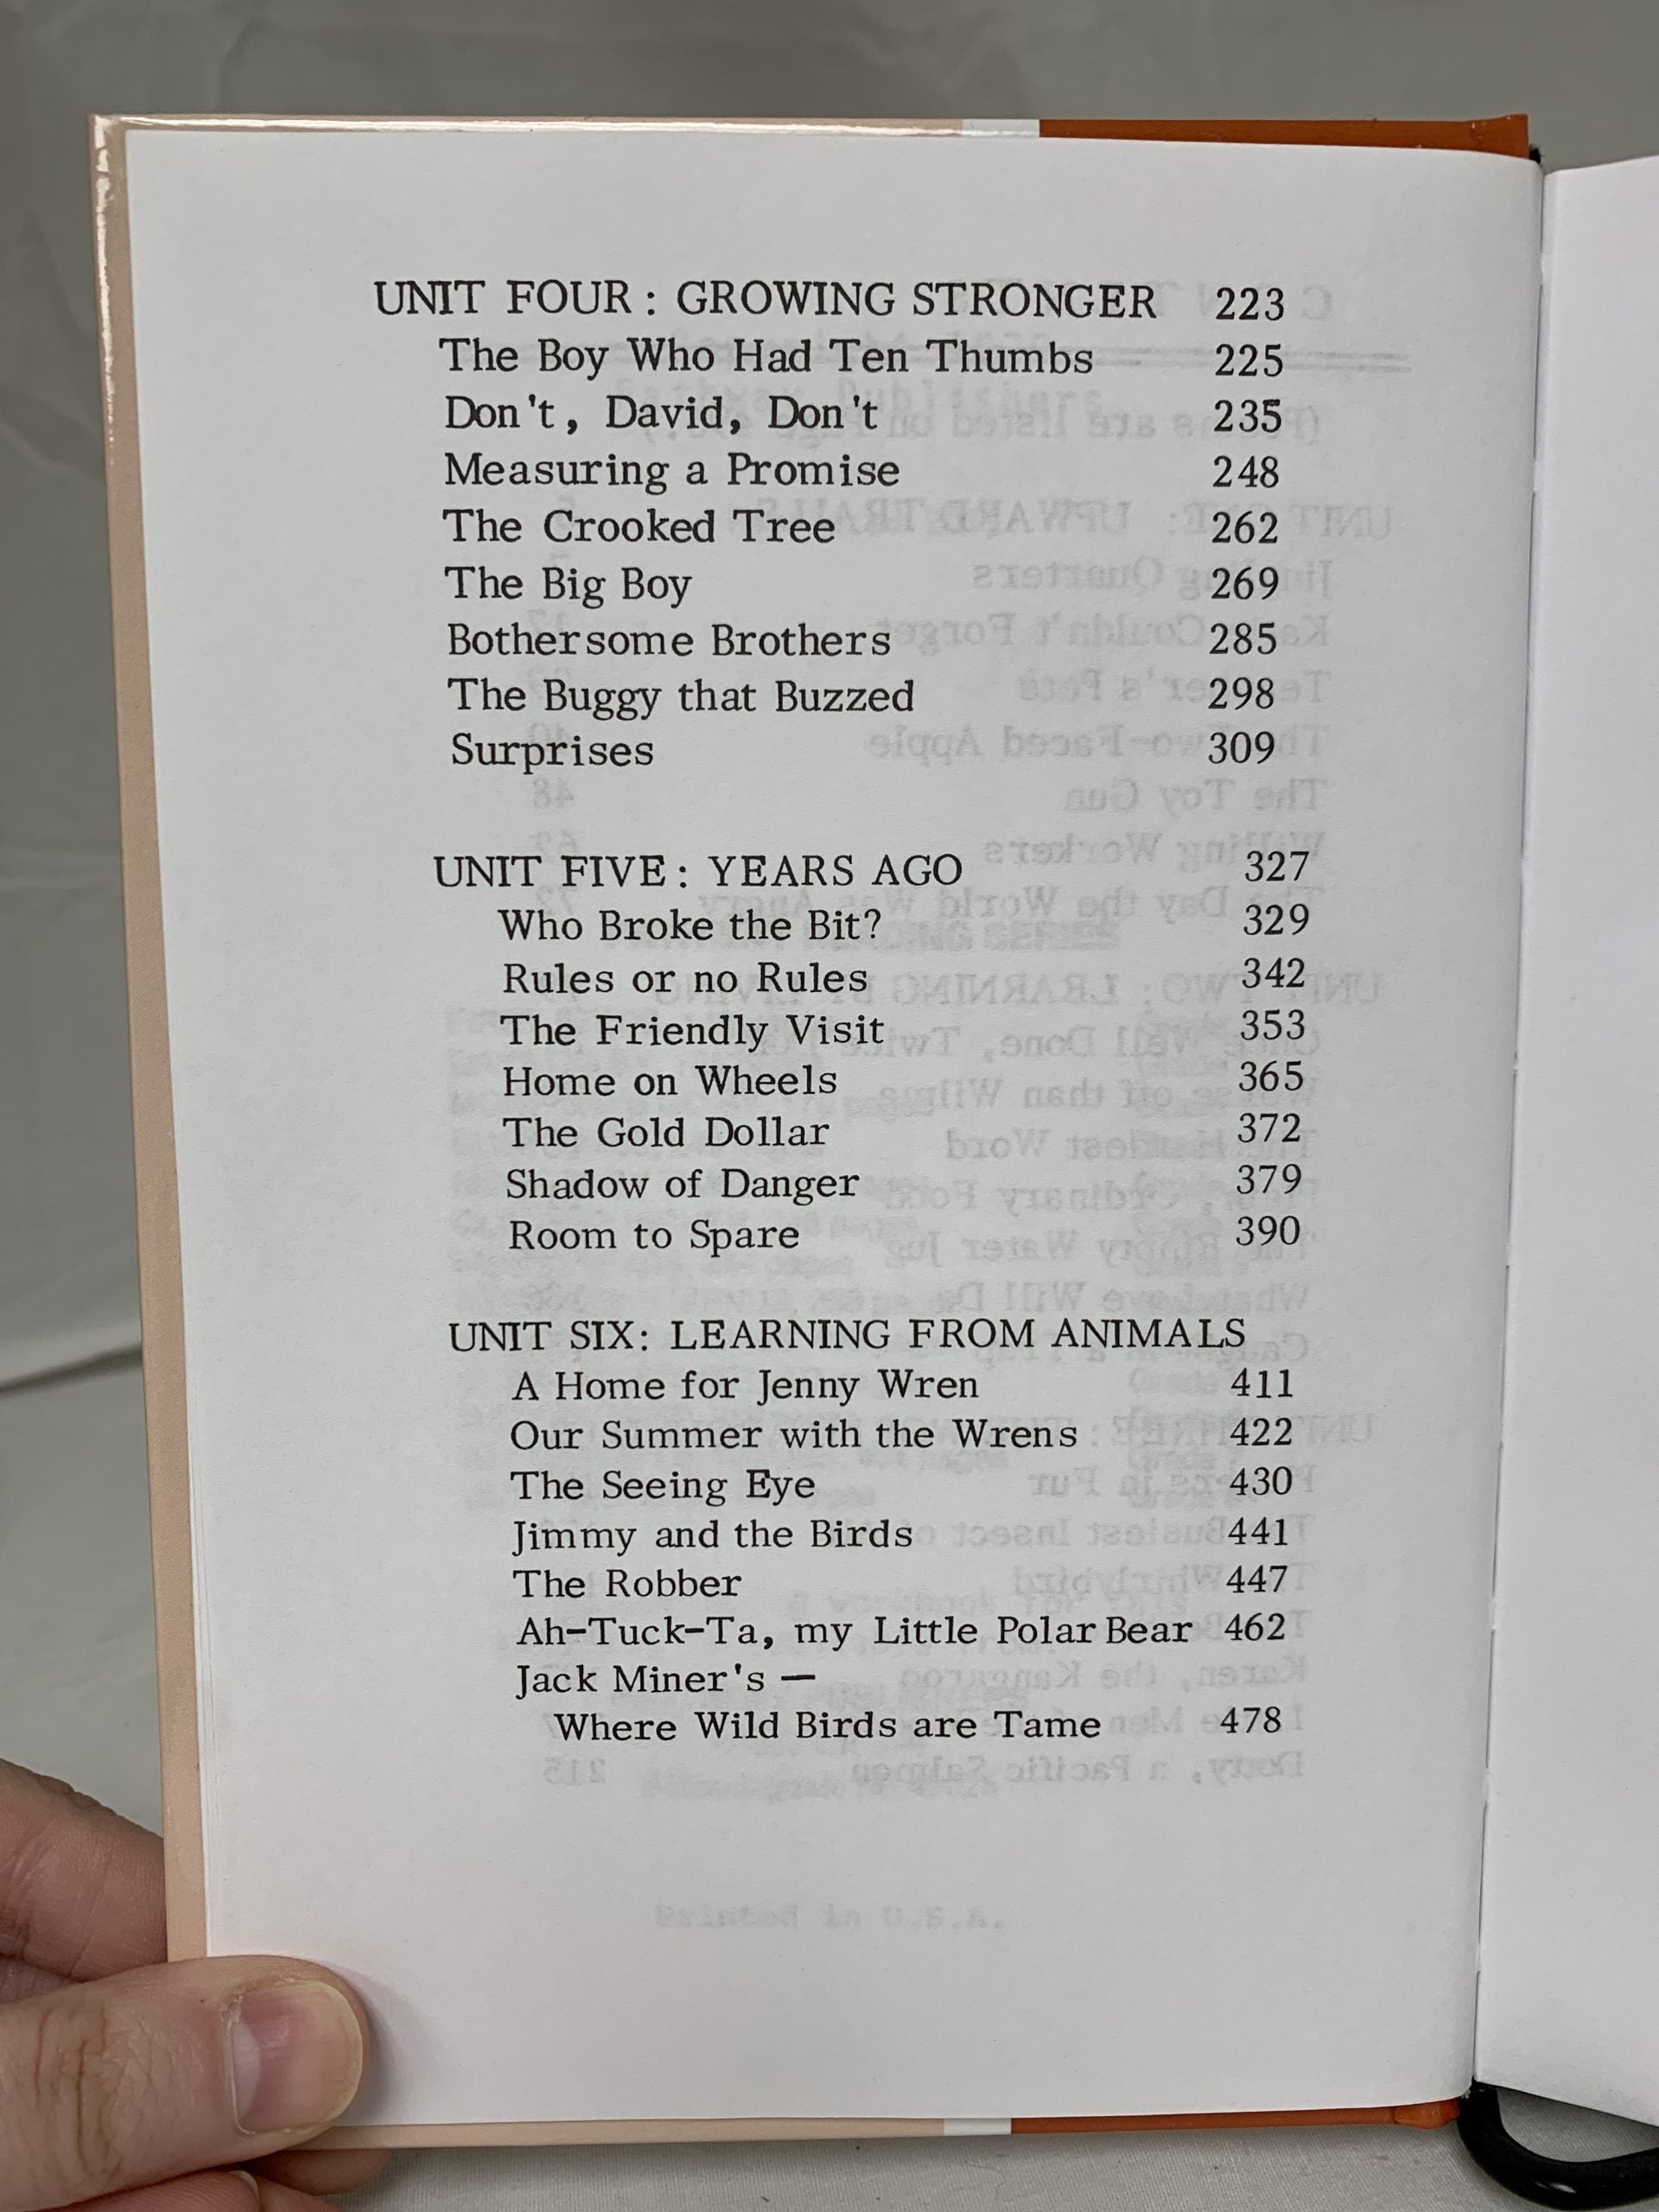 UNIT FOUR: GROWING STRONGER 223
The Boy Who Had Ten Thumbs 225
Don't, David, Don't 235
Measuring a Promise 248
The Crooked Tree 262
The Big Boy 269
Bothersome Brothers 285
The Buggy that Buzzed 298
Surprises 309
UNIT FIVE: YEARS AGO 327
Who Broke the Bit? 329
Rules or no Rules 342
The Friendly Visit 353
Home on Wheels 365
The Gold Dollar 372
Shadow of Danger 379
Room to Spare 390
UNIT SIX: LEARNING FROM ANIMALS
A Home for Jenny Wren 411
Our Summer with the Wrens 422
The Seeing Eye 430
Jimmy and the Birds 441
The Robber 447
Ah-Tuck-Ta, my Little Polar Bear 462
Jack Miner's —
Where Wild Birds are Tame 478
Printed in U.S.A.